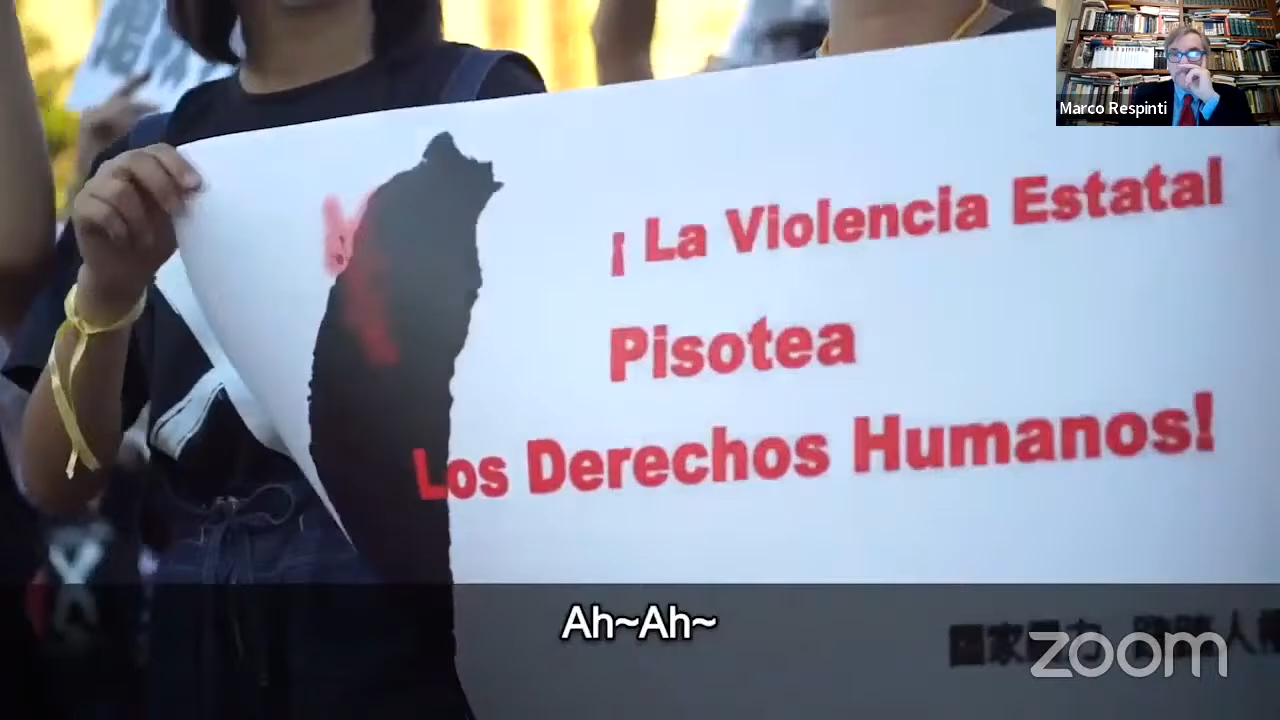 Marco Respinti
¡ La Violencia Estatal
Pisotea
Los Derechos Humanos!
Ah~Ah~
zoom